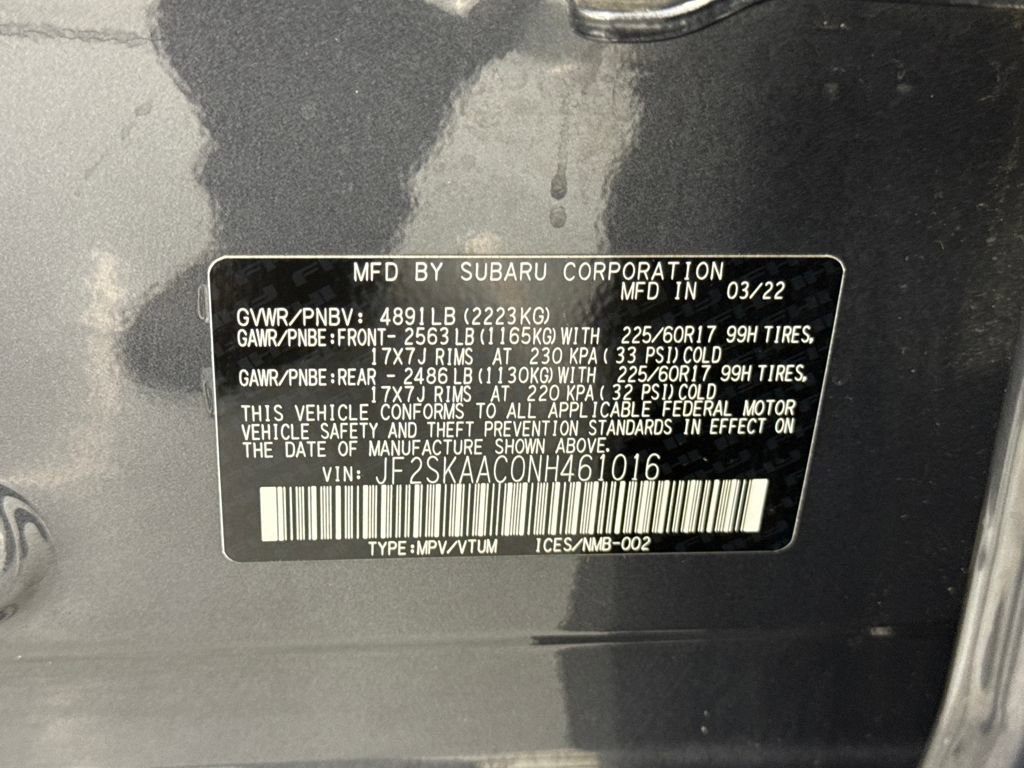 MFD BY SUBARU CORPORATION
MFD IN 03/22
GVWR/PNBV: 4891LB(2223KG)
GAWR/PNBE:FRONT- 2563LB(1165KG)WITH 225/60R17 99H TIRES,
17X7J RIMS AT 230 KPA( 33 PSI)COLD
GAWR/PNBE:REAR - 2486LB(1130KG)WITH 225/60R17 99H TIRES,
17X7J RIMS AT 220 KPA( 32 PSI)COLD
THIS VEHICLE CONFORMS TO ALL APPLICABLE FEDERAL MOTOR
VEHICLE SAFETY AND THEFT PREVENTION STANDARDS IN EFFECT ON
THE DATE OF MANUFACTURE SHOWN ABOVE.
VIN: JF2SKAAC0NH461016
TYPE:MPV/VTUM ICES/NMB-002